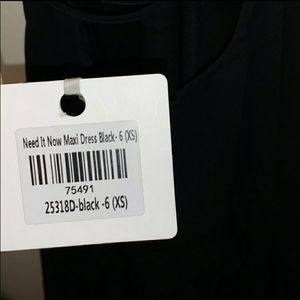 Need It Now Maxi Dress Black- 6 (XS)
75491
25318D-black -6 (XS)